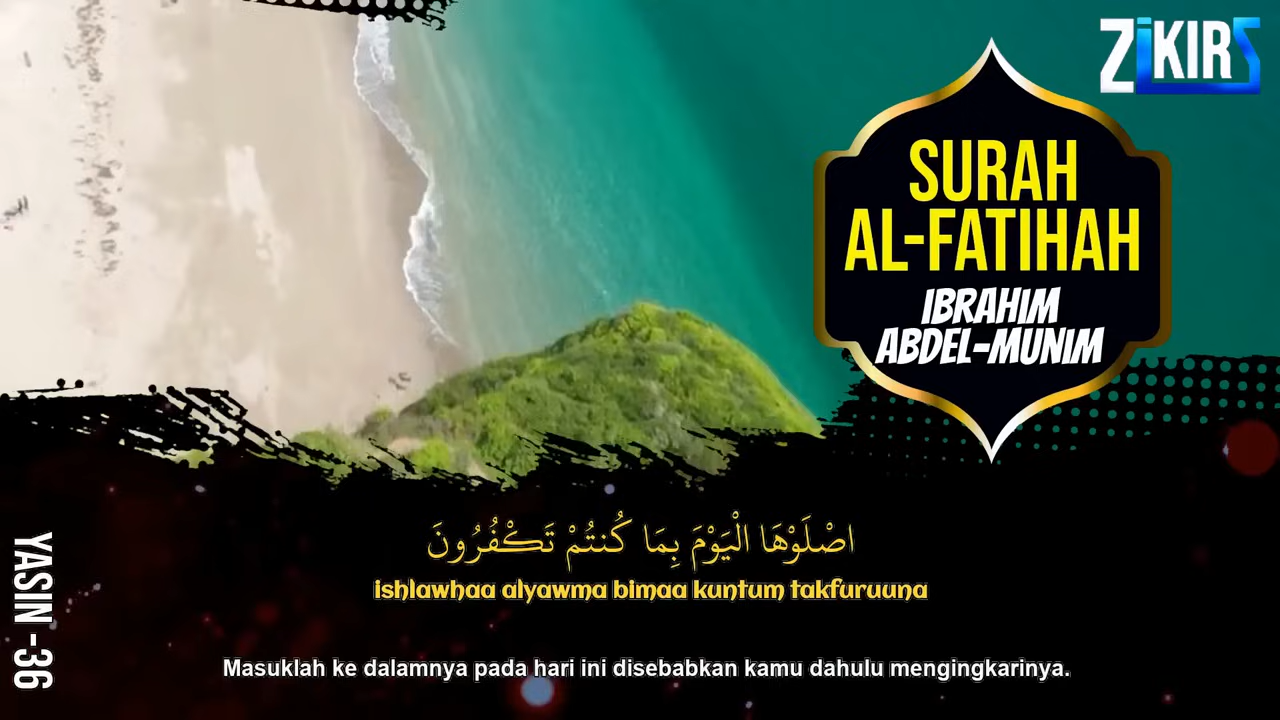 ZiKIRS
SURAH
AL-FATIHAH
IBRAHIM
ABDEL-MUNIM
اصْلَوْهَا الْيَوْمَ بِمَا كُنتُمْ تَكْفُرُونَ
ishlawhaa alyawma bimaa kuntum takfuruuna
Masuklah ke dalamnya pada hari ini disebabkan kamu dahulu mengingkarinya.
YASIN -36